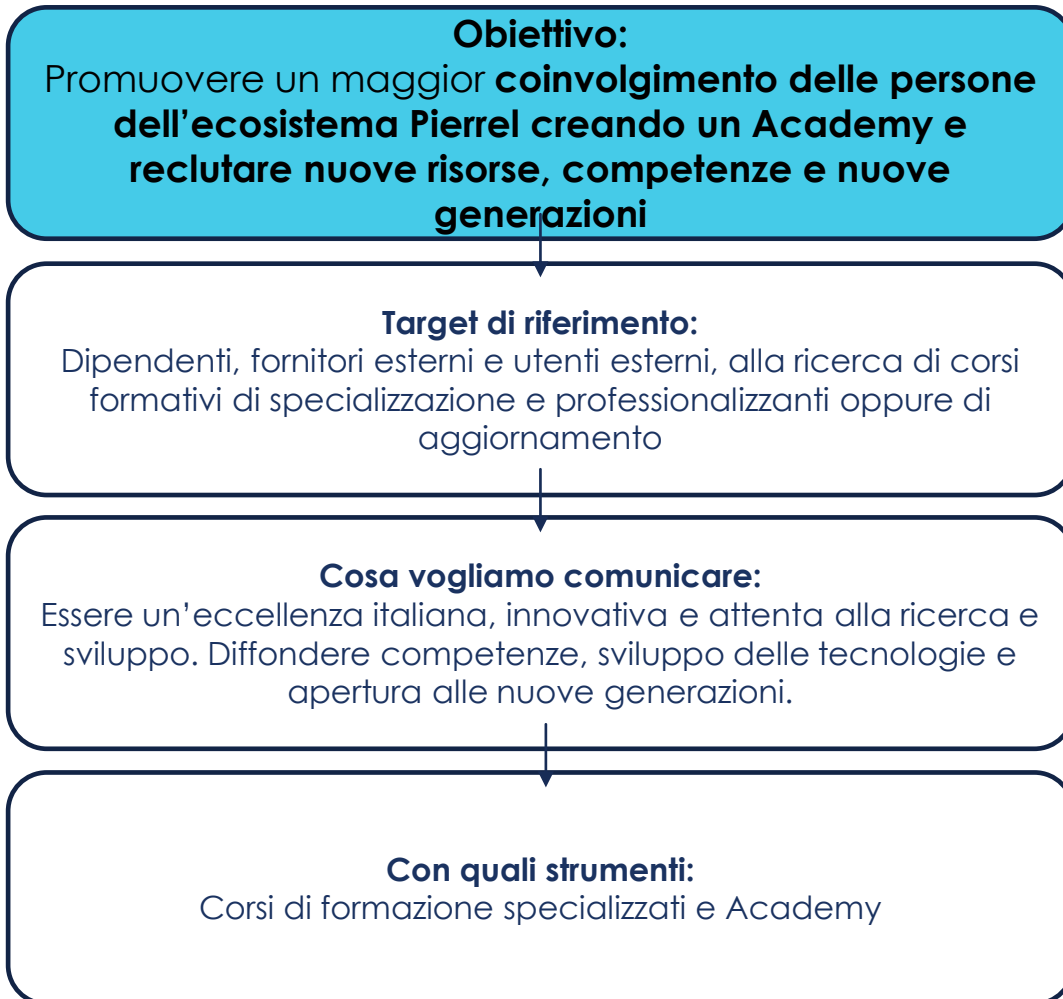 Obiettivo:
Promuovere un maggior coinvolgimento delle persone
dell’ecosistema Pierrel creando un Academy e
reclutare nuove risorse, competenze e nuove
generazioni
Target di riferimento:
Dipendenti, fornitori esterni e utenti esterni, alla ricerca di corsi
formativi di specializzazione e professionalizzanti oppure di
aggiornamento
Cosa vogliamo comunicare:
Essere un’eccellenza italiana, innovativa e attenta alla ricerca e
sviluppo. Diffondere competenze, sviluppo delle tecnologie e
apertura alle nuove generazioni.
Con quali strumenti:
Corsi di formazione specializzati e Academy